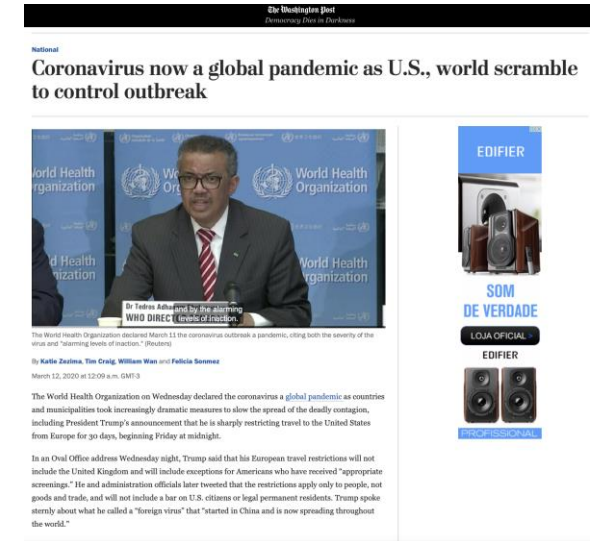 The Washington Post
Democracy Dies in Darkness
National
Coronavirus now a global pandemic as U.S., world scramble
to control outbreak
World Health
Organization
World Health
Organization
World Health
Organization
Dr Tedros Adha
WHO DIRECT
and by the alarming
levels of inaction.
The World Health Organization declared March 11 the coronavirus outbreak a pandemic, citing both the severity of the
virus and "alarming levels of inaction." (Reuters)
By Katie Zezima, Tim Craig, William Wan and Felicia Sonmez
March 12, 2020 at 12:09 a.m. GMT-3
The World Health Organization on Wednesday declared the coronavirus a global pandemic as countries
and municipalities took increasingly dramatic measures to slow the spread of the deadly contagion,
including President Trump's announcement that he is sharply restricting travel to the United States
from Europe for 30 days, beginning Friday at midnight.
In an Oval Office address Wednesday night, Trump said that his European travel restrictions will not
include the United Kingdom and will include exceptions for Americans who have received "appropriate
screenings." He and administration officials later tweeted that the restrictions apply only to people, not
goods and trade, and will not include a bar on U.S. citizens or legal permanent residents. Trump spoke
sternly about what he called a "foreign virus" that "started in China and is now spreading throughout
the world."
EDIFIER
SOM
DE VERDADE
LOJA OFICIAL >
EDIFIER
PROFISSIONAL